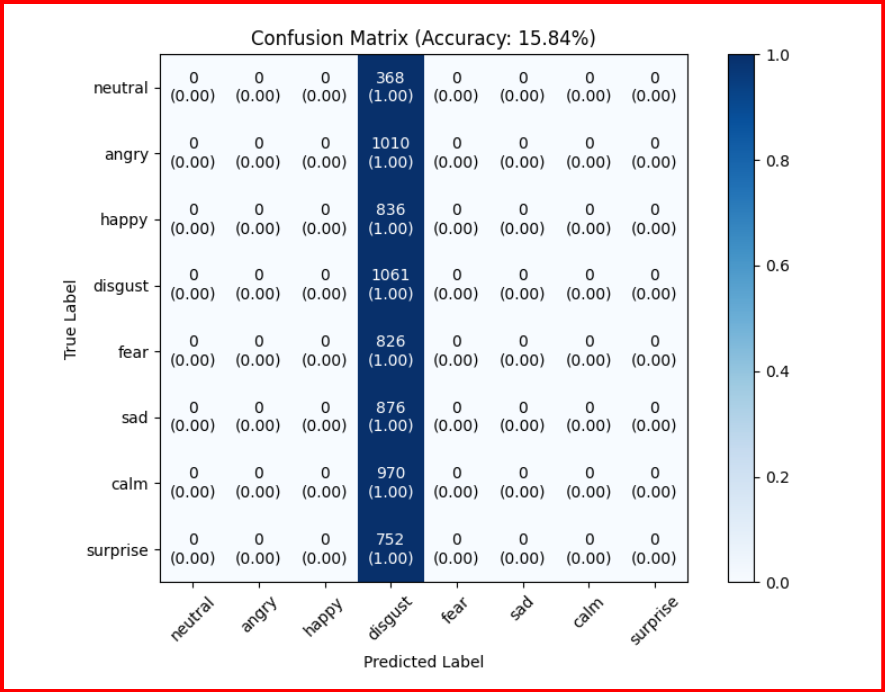 Confusion Matrix (Accuracy: 15.84%)
neutral 0 0 0 368 0 0 0 0
(0.00) (0.00) (0.00) (1.00) (0.00) (0.00) (0.00) (0.00)
angry 0 0 0 1010 0 0 0 0
(0.00) (0.00) (0.00) (1.00) (0.00) (0.00) (0.00) (0.00)
happy 0 0 0 836 0 0 0 0
(0.00) (0.00) (0.00) (1.00) (0.00) (0.00) (0.00) (0.00)
disgust 0 0 0 1061 0 0 0 0
(0.00) (0.00) (0.00) (1.00) (0.00) (0.00) (0.00) (0.00)
fear 0 0 0 826 0 0 0 0
(0.00) (0.00) (0.00) (1.00) (0.00) (0.00) (0.00) (0.00)
sad 0 0 0 876 0 0 0 0
(0.00) (0.00) (0.00) (1.00) (0.00) (0.00) (0.00) (0.00)
calm 0 0 0 970 0 0 0 0
(0.00) (0.00) (0.00) (1.00) (0.00) (0.00) (0.00) (0.00)
surprise 0 0 0 752 0 0 0 0
(0.00) (0.00) (0.00) (1.00) (0.00) (0.00) (0.00) (0.00)
True Label
neutral angry happy disgust fear sad calm surprise
Predicted Label
1.0
0.8
0.6
0.4
0.2
0.0